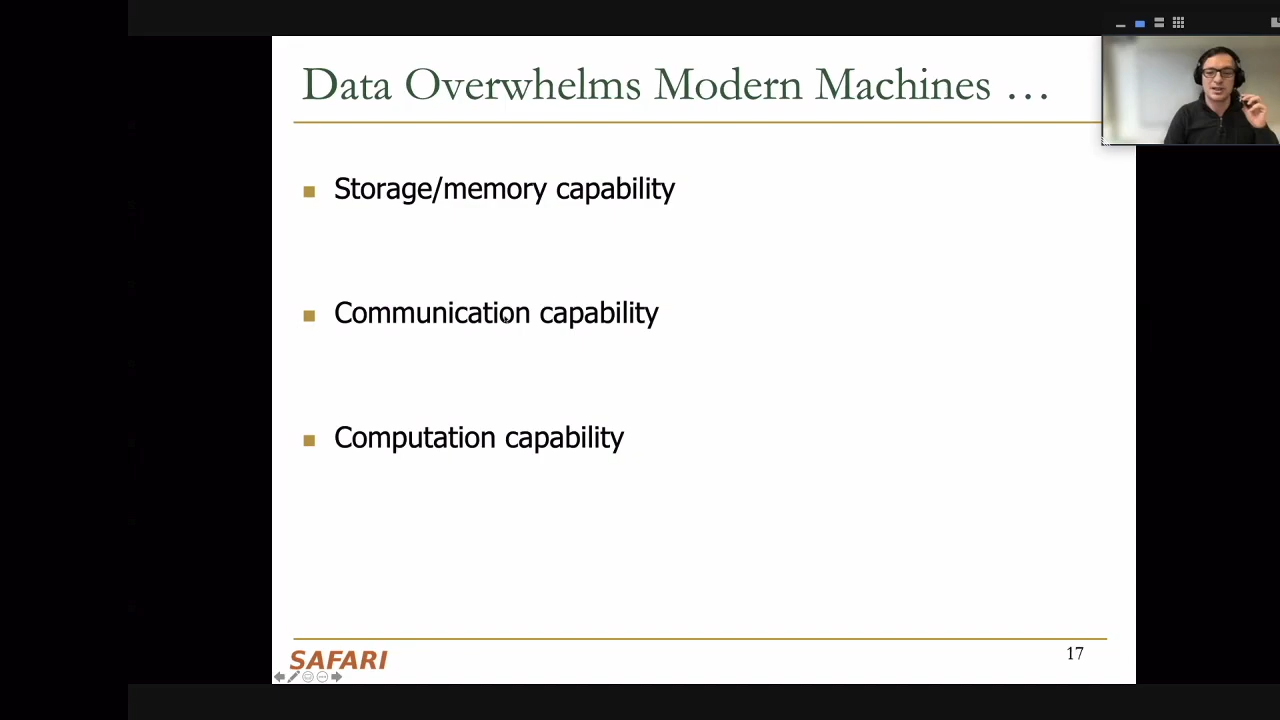 Data Overwhelms Modern Machines …
Storage/memory capability
Communication capability
Computation capability
SAFARI
17